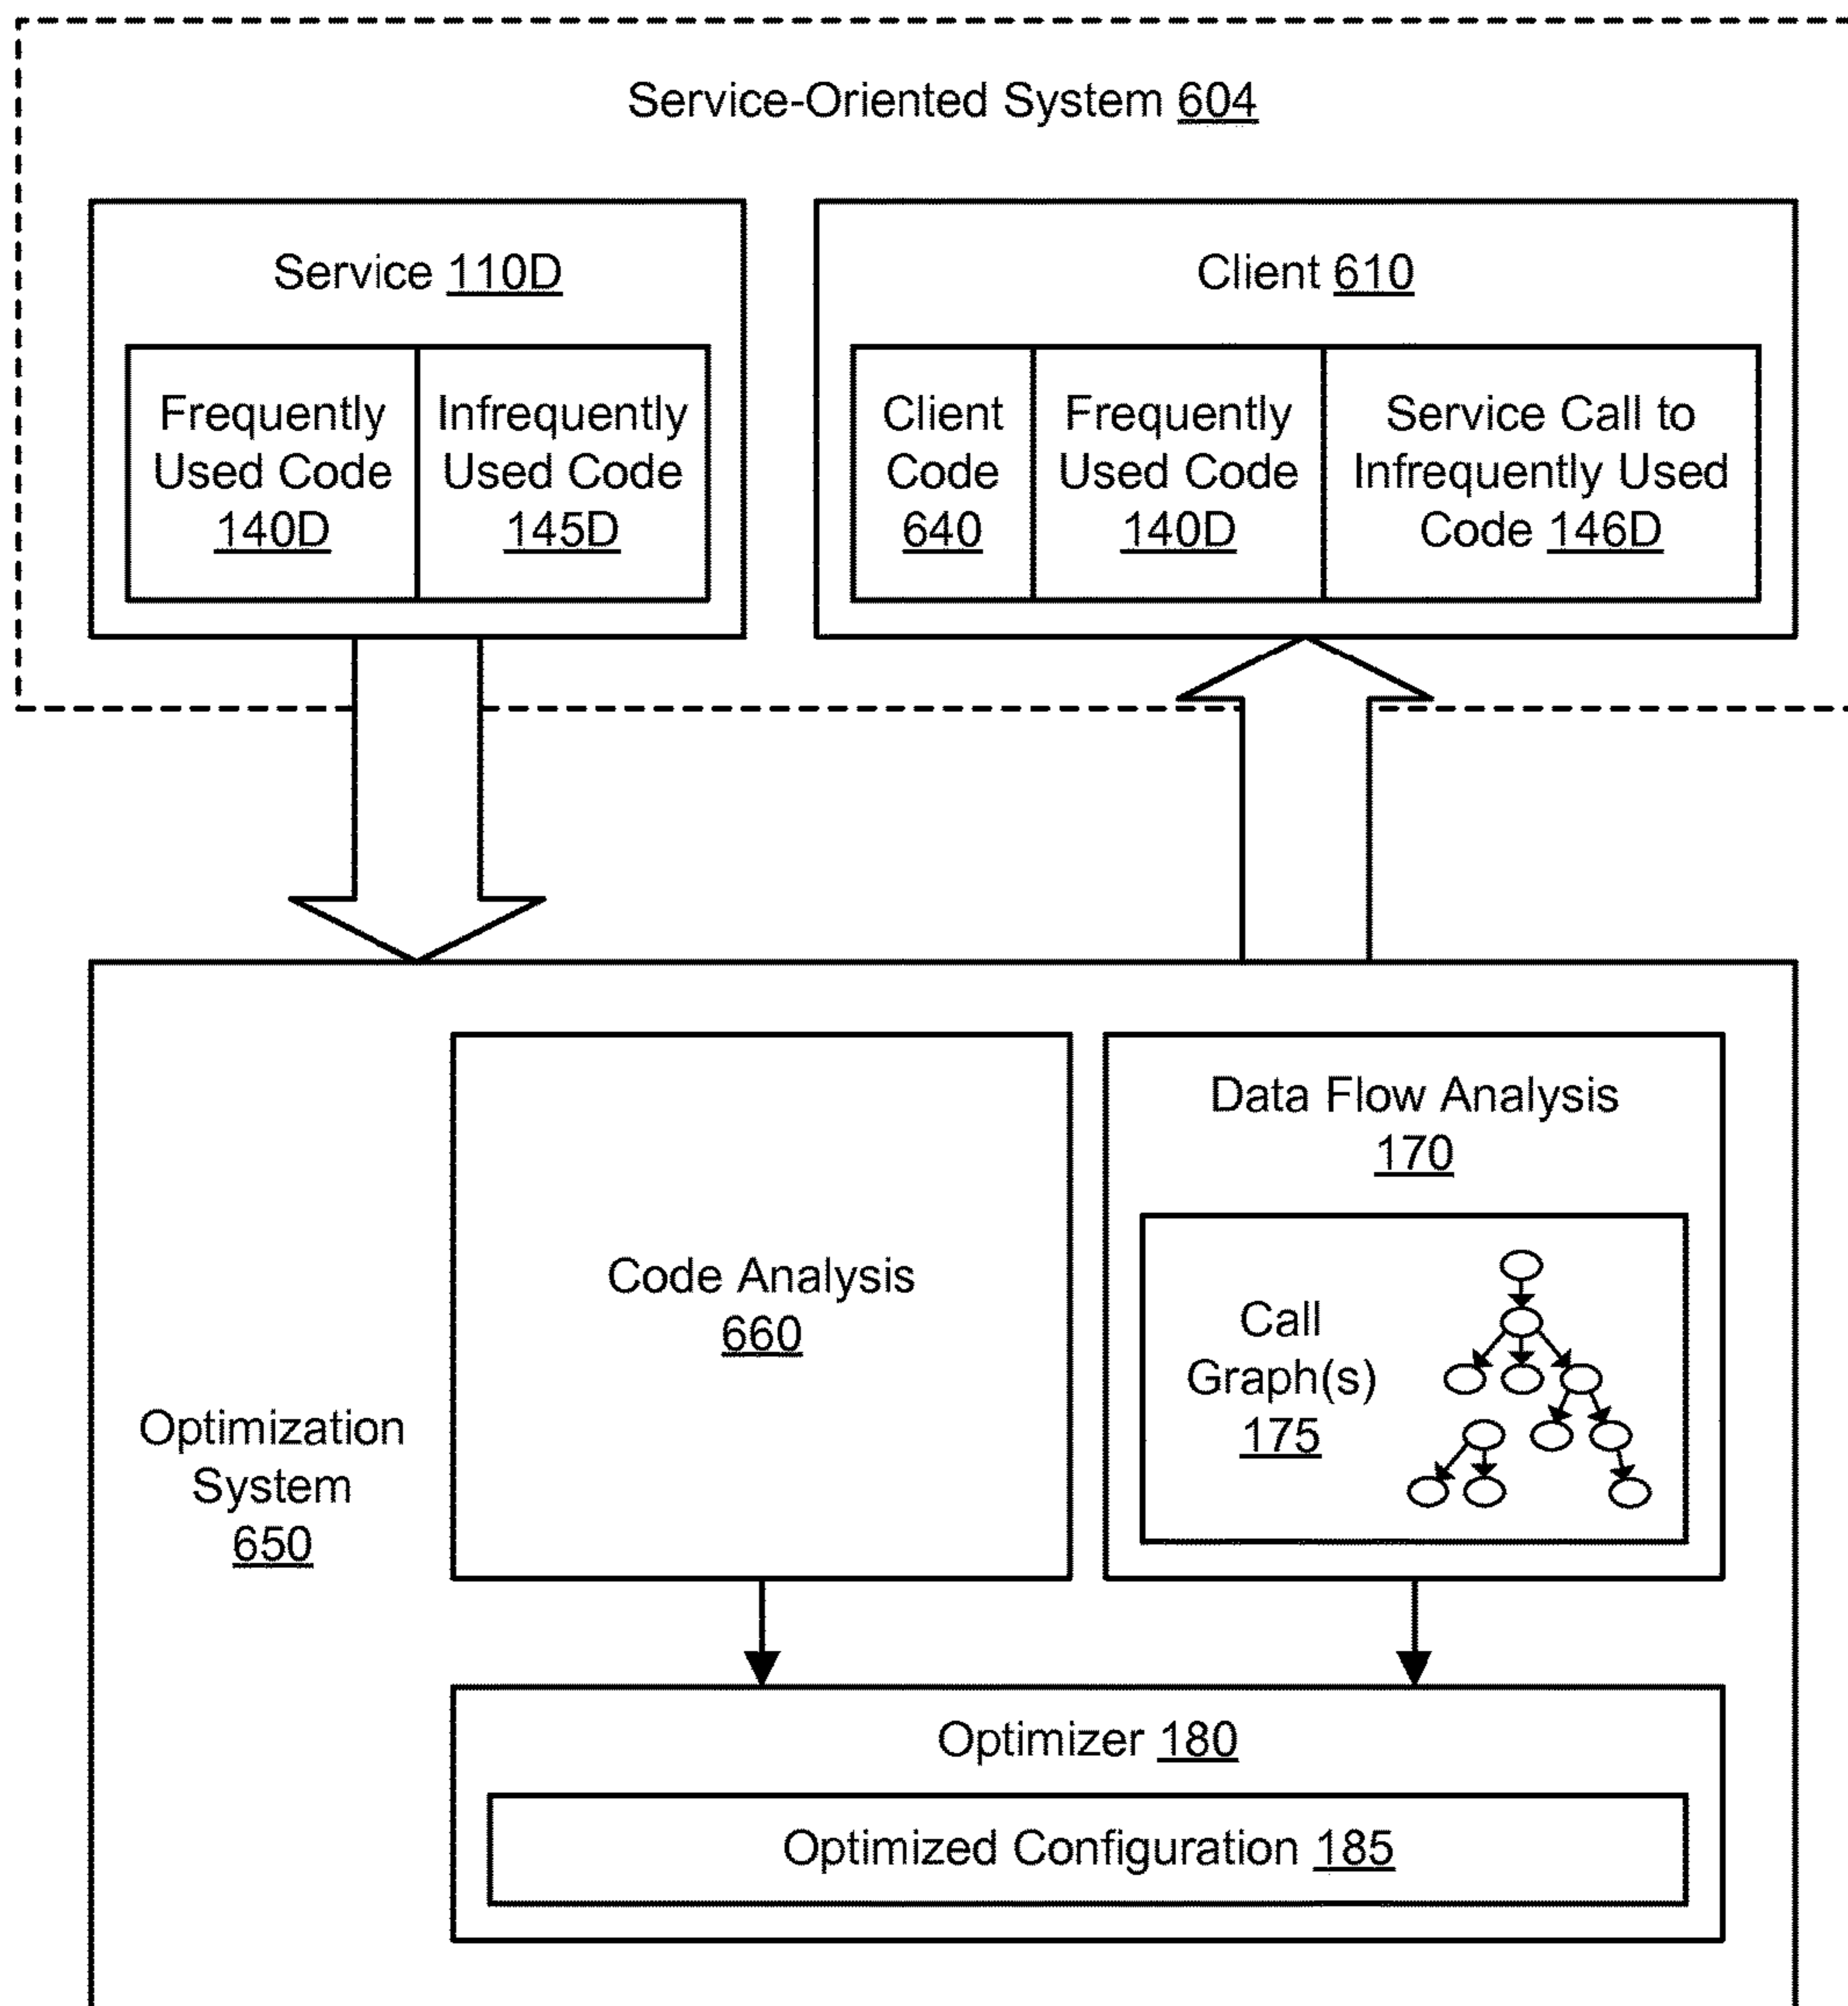 Service-Oriented System 604
Service 110D
Frequently
Used Code
140D
Infrequently
Used Code
145D
Client 610
Client
Code
640
Frequently
Used Code
140D
Service Call to
Infrequently Used
Code 146D
Optimization
System
650
Code Analysis
660
Data Flow Analysis
170
Call
Graph(s)
175
Optimizer 180
Optimized Configuration 185